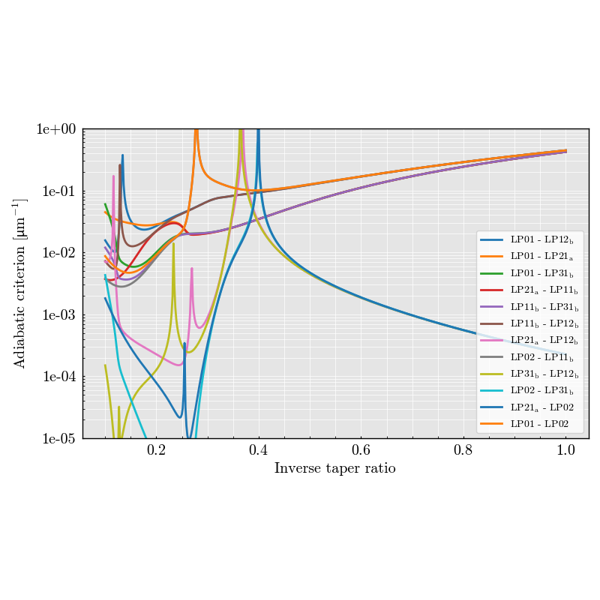 1e+00
1e-01
1e-02
1e-03
1e-04
1e-05
Adiabatic criterion [µm⁻¹]
0.2
0.4
0.6
0.8
1.0
Inverse taper ratio
LP01 - LP12b
LP01 - LP21a
LP01 - LP31b
LP21a - LP11b
LP11b - LP31b
LP11b - LP12b
LP21a - LP12b
LP02 - LP11b
LP31b - LP12b
LP02 - LP31b
LP21a - LP02
LP01 - LP02